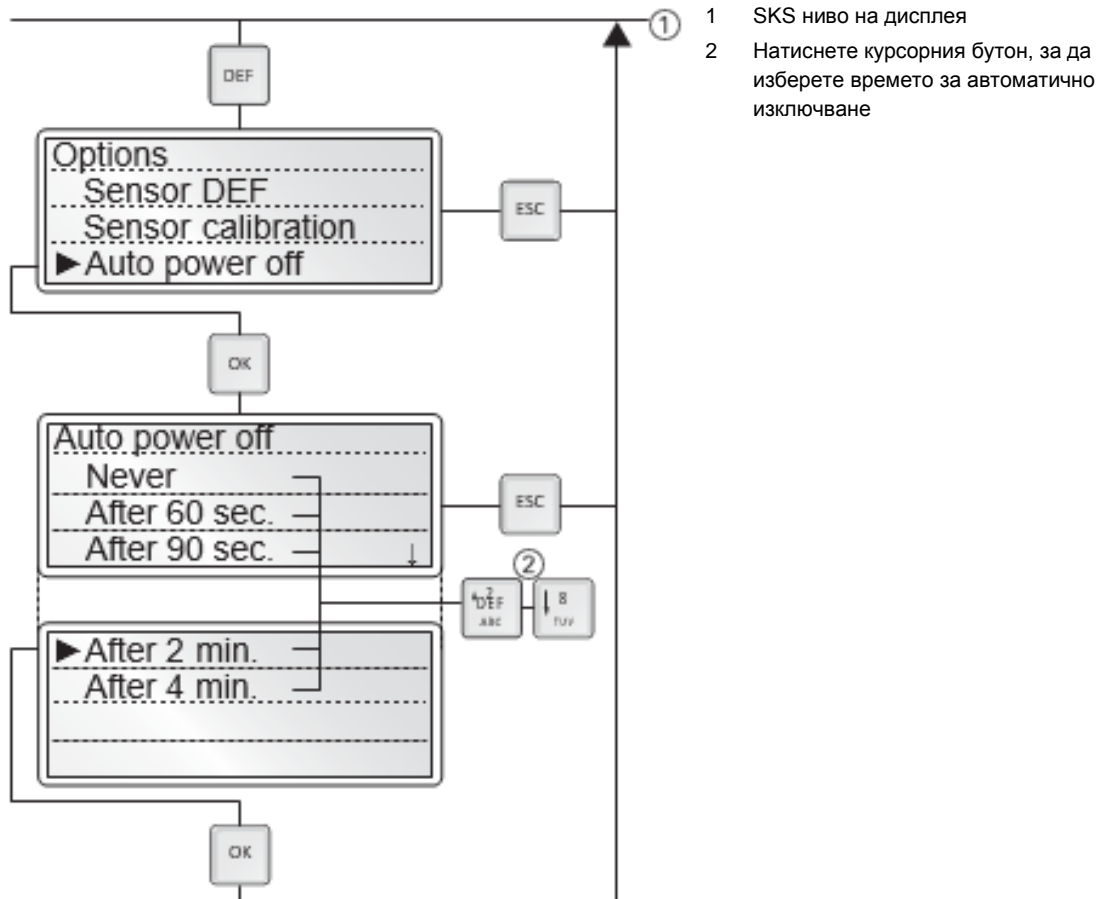 1
1 SKS ниво на дисплея
2 Натиснете курсорния бутон, за да
изберете времето за автоматично
изключване
DEF
Options
Sensor DEF
Sensor calibration
►Auto power off
ESC
OK
Auto power off
Never
After 60 sec.
After 90 sec. ↓
ESC
2
2
DEF
ABC
↓ 8
TUV
►After 2 min.
After 4 min.
OK